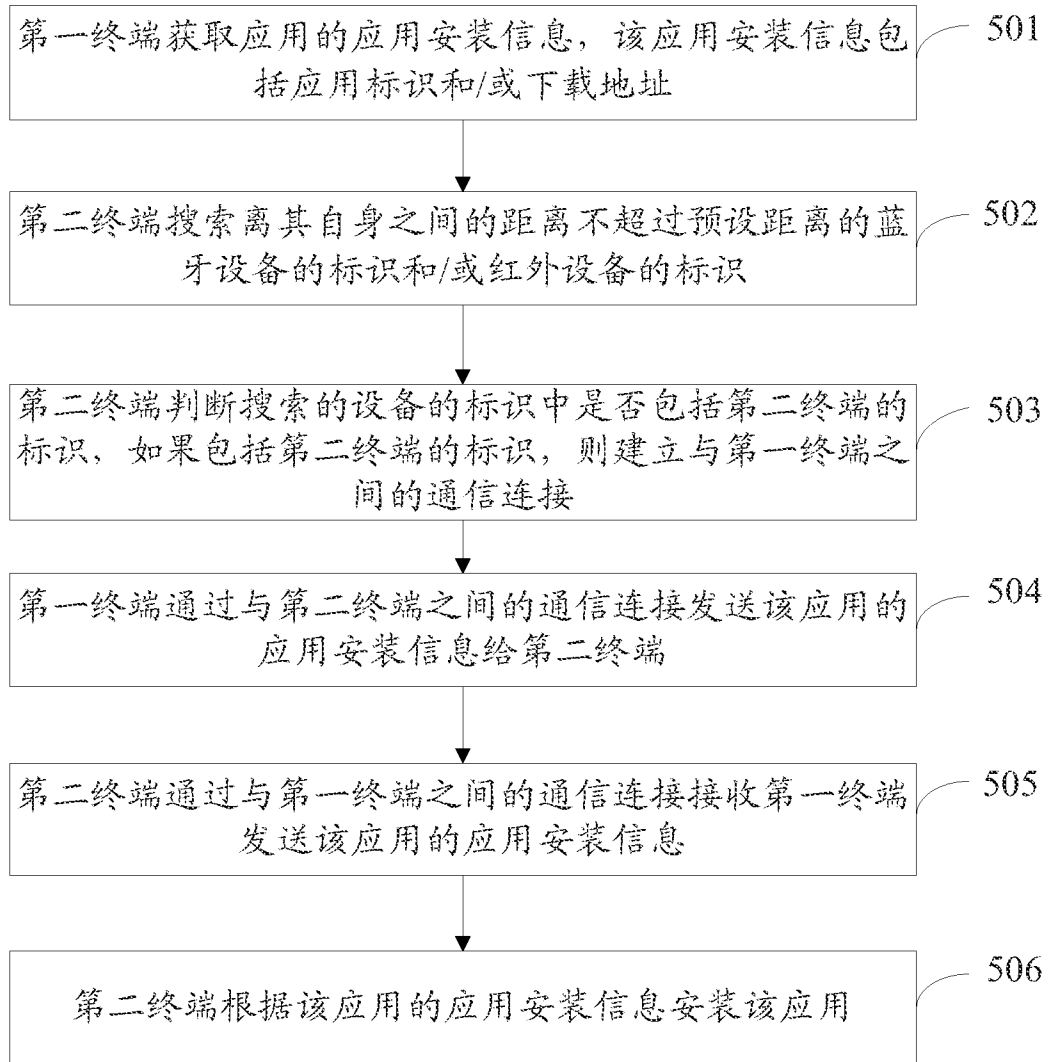 第一终端获取应用的应用安装信息，该应用安装信息包
括应用标识和/或下载地址
501
第二终端搜索离其自身之间的距离不超过预设距离的蓝
牙设备的标识和/或红外设备的标识
502
第二终端判断搜索的设备的标识中是否包括第二终端的
标识，如果包括第二终端的标识，则建立与第一终端之
间的通信连接
503
第一终端通过与第二终端之间的通信连接发送该应用的
应用安装信息给第二终端
504
第二终端通过与第一终端之间的通信连接接收第一终端
发送该应用的应用安装信息
505
第二终端根据该应用的应用安装信息安装该应用
506